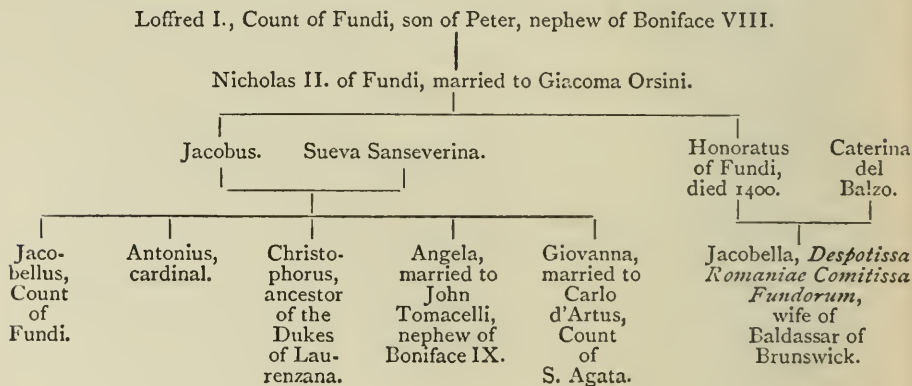 Loffred I., Count of Fundi, son of Peter, nephew of Boniface VIII.
Nicholas II. of Fundi, married to Giacoma Orsini.
Jacobus.
Sueva Sanseverina.
Honoratus
of Fundi,
died 1400.
Caterina
del
Balzo.
Jaco-
bellus,
Count
of
Fundi.
Antonius,
cardinal.
Christo-
phorus,
ancestor
of the
Dukes
of Lau-
renzana.
Angela,
married to
John
Tomacelli,
nephew of
Boniface IX.
Giovanna,
married to
Carlo
d'Artus,
Count
of
S. Agata.
Jacobella, Despotissa
Romaniae Comitissa
Fundorum,
wife of
Baldassar of
Brunswick.